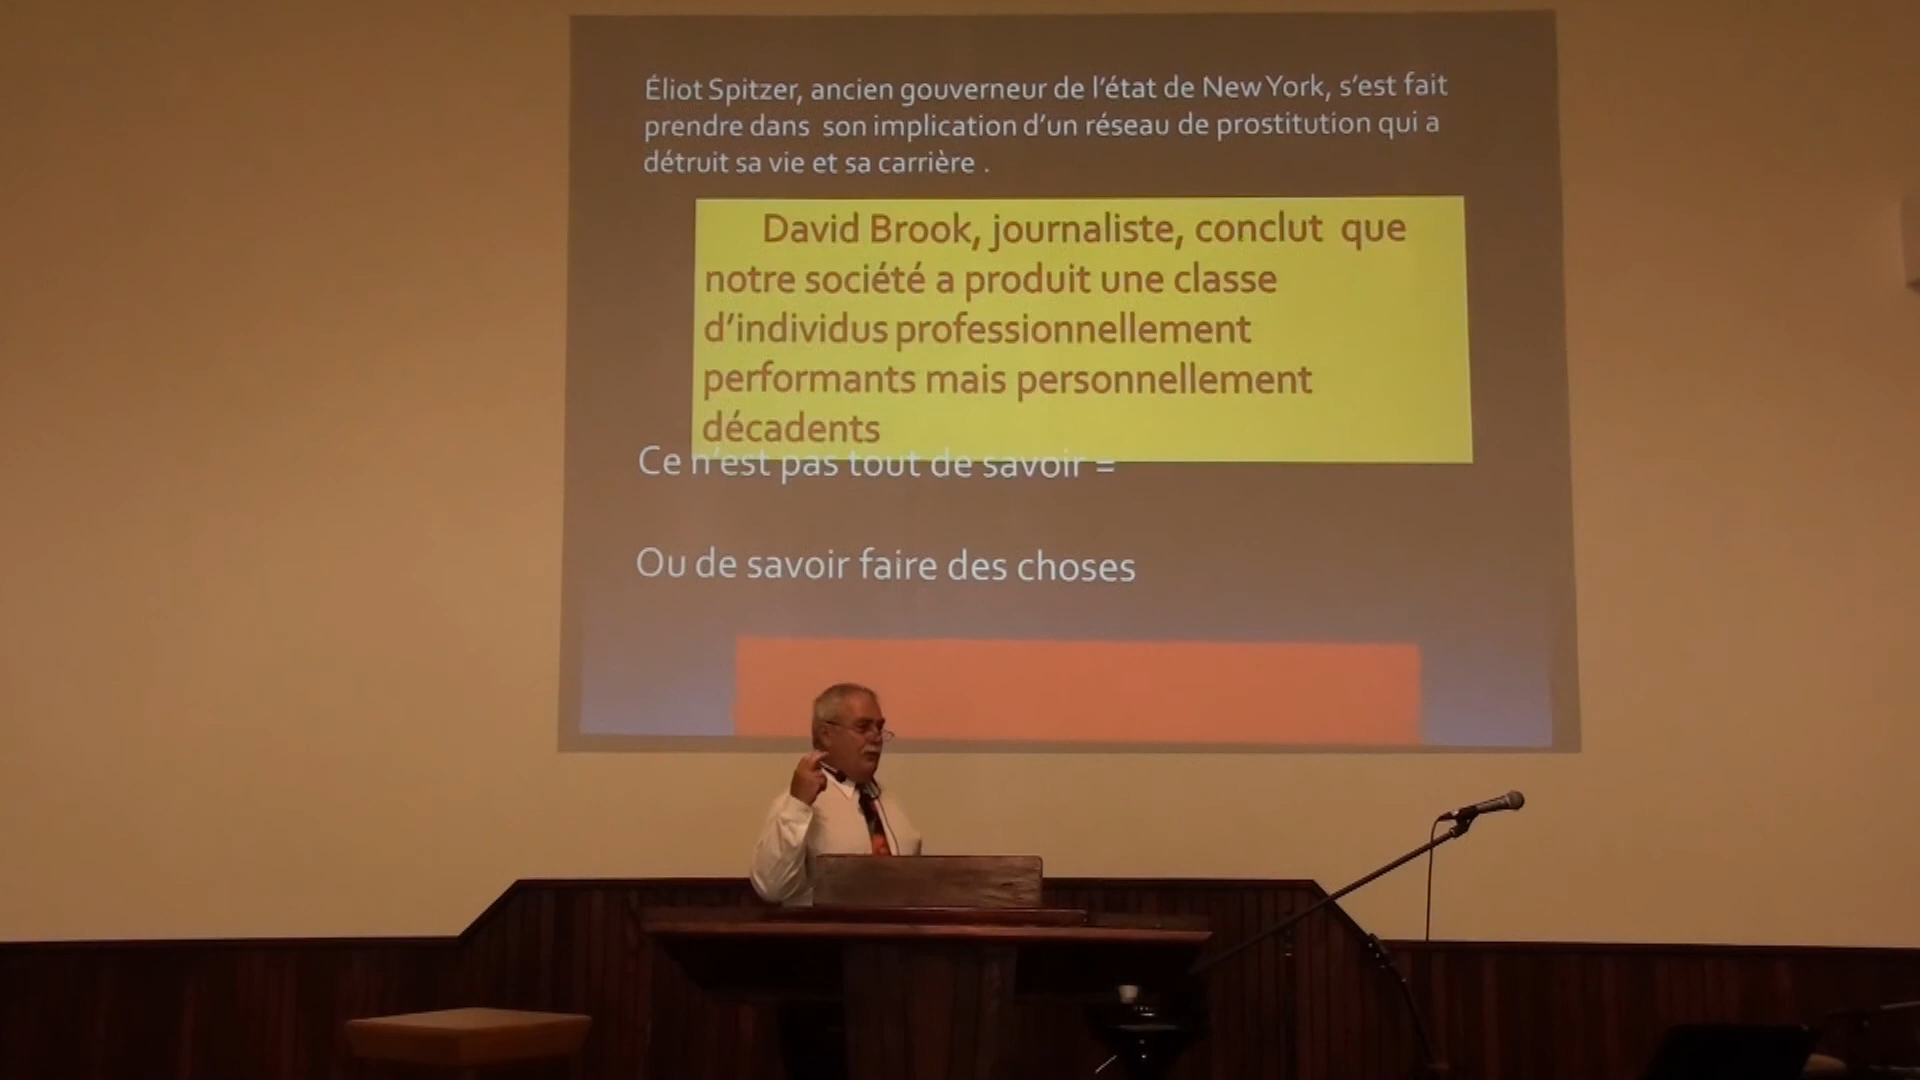 Éliot Spitzer, ancien gouverneur de l'état de New York, s'est fait
prendre dans son implication d'un réseau de prostitution qui a
détruit sa vie et sa carrière .
David Brook, journaliste, conclut que
notre société a produit une classe
d'individus professionnellement
performants mais personnellement
décadents
Ce n'est pas tout de savoir =
Ou de savoir faire des choses